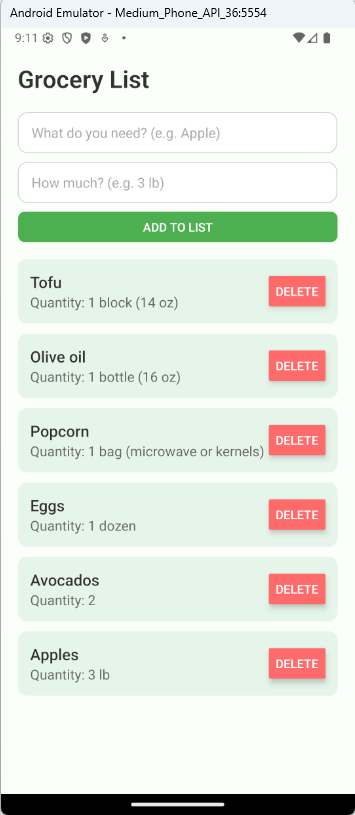 Android Emulator - Medium_Phone_API_36:5554
9:11
Grocery List
What do you need? (e.g. Apple)
How much? (e.g. 3 lb)
ADD TO LIST
Tofu
Quantity: 1 block (14 oz)
DELETE
Olive oil
Quantity: 1 bottle (16 oz)
DELETE
Popcorn
Quantity: 1 bag (microwave or kernels)
DELETE
Eggs
Quantity: 1 dozen
DELETE
Avocados
Quantity: 2
DELETE
Apples
Quantity: 3 lb
DELETE